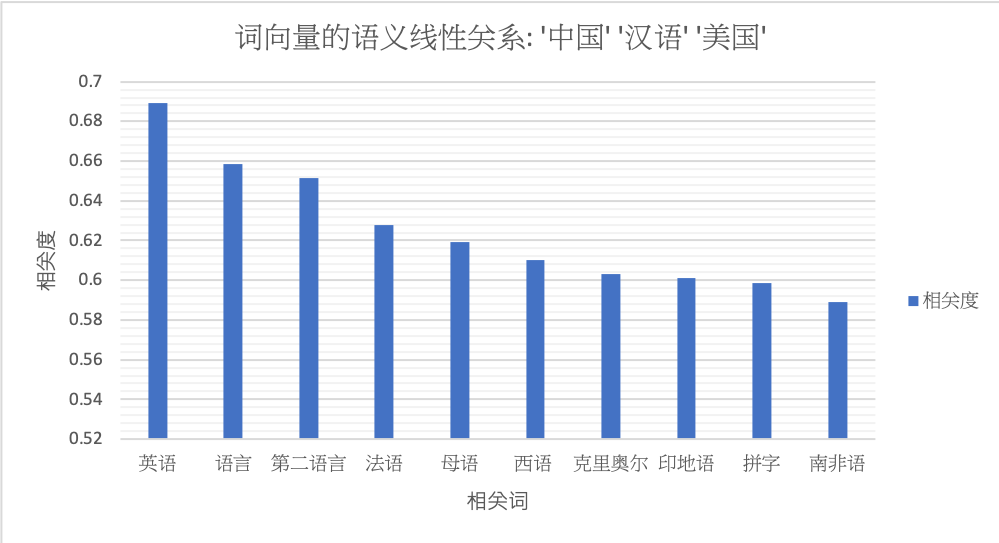 词向量的语义线性关系: '中国' '汉语' '美国'
0.7
0.68
0.66
0.64
0.62
0.6
0.58
0.56
0.54
0.52
相关度
英语 语言 第二语言 法语 母语 西语 克里奥尔 印地语 拼字 南非语
相关词
相关度